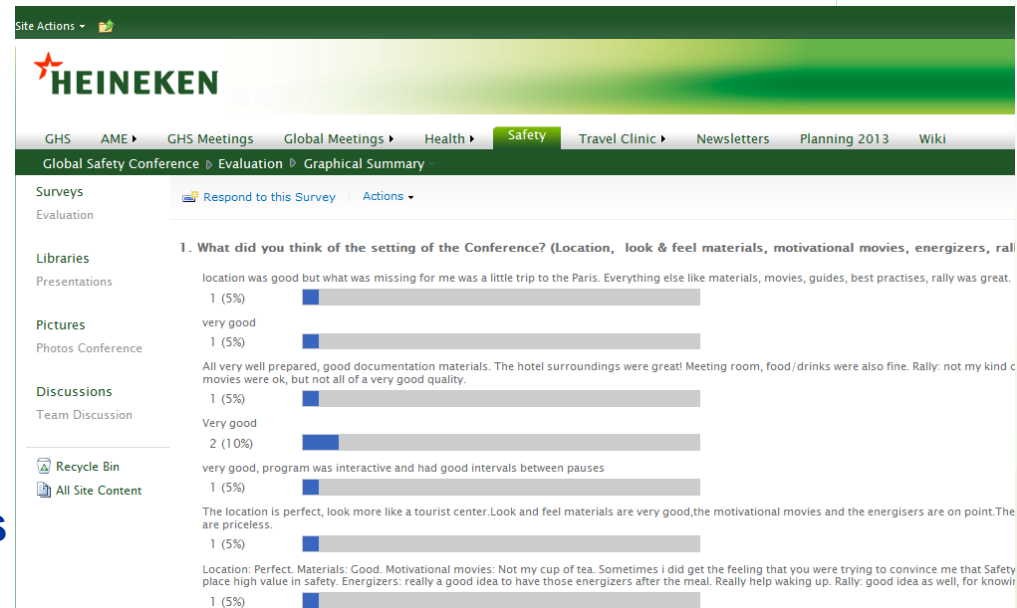 Site Actions
HEINEKEN
GHS AME GHS Meetings Global Meetings Health Safety Travel Clinic Newsletters Planning 2013 Wiki
Global Safety Conference Evaluation Graphical Summary
Surveys
Evaluation
Libraries
Presentations
Pictures
Photos Conference
Discussions
Team Discussion
Recycle Bin
All Site Content
s
Respond to this Survey Actions
1. What did you think of the setting of the Conference? (Location, look & feel materials, motivational movies, energizers, ral
location was good but what was missing for me was a little trip to the Paris. Everything else like materials, movies, guides, best practises, rally was great.
1 (5%)
very good
1 (5%)
All very well prepared, good documentation materials. The hotel surroundings were great! Meeting room, food/drinks were also fine. Rally: not my kind o
movies were ok, but not all of a very good quality.
1 (5%)
Very good
2 (10%)
very good, program was interactive and had good intervals between pauses
1 (5%)
The location is perfect, look more like a tourist center.Look and feel materials are very good,the motivational movies and the energisers are on point.The
are priceless.
1 (5%)
Location: Perfect. Materials: Good. Motivational movies: Not my cup of tea. Sometimes i did get the feeling that you were trying to convince me that Safety
place high value in safety. Energizers: really a good idea to have those energizers after the meal. Really help waking up. Rally: good idea as well, for knowin
1 (5%)